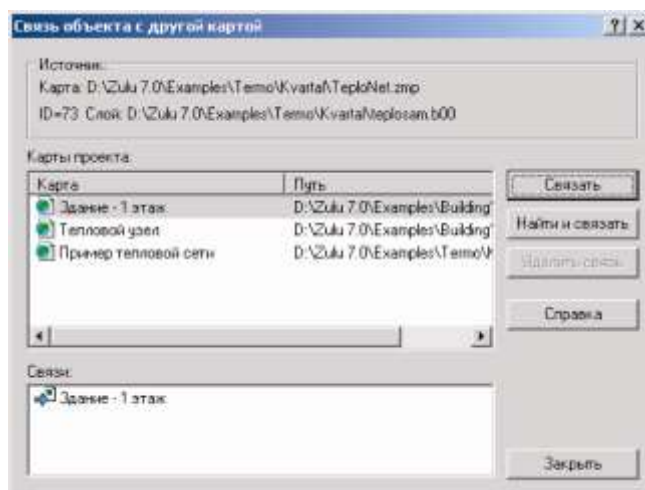 Связь объекта с другой картой
Источник:
Карта: D:\Zulu 7.0\Examples\Termo\Kvartal\TeploNet.zmp
ID=73 Слой: D:\Zulu 7.0\Examples\Termo\Kvartal\teplosam.b00
Карты проекта:
Карта Путь
Здание - 1 этаж D:\Zulu 7.0\Examples\Building\
Тепловой узел D:\Zulu 7.0\Examples\Building\
Пример тепловой сети D:\Zulu 7.0\Examples\Termo\
Связать
Найти и связать
Удалить связь
Справка
Связи:
Здание - 1 этаж
Закрыть